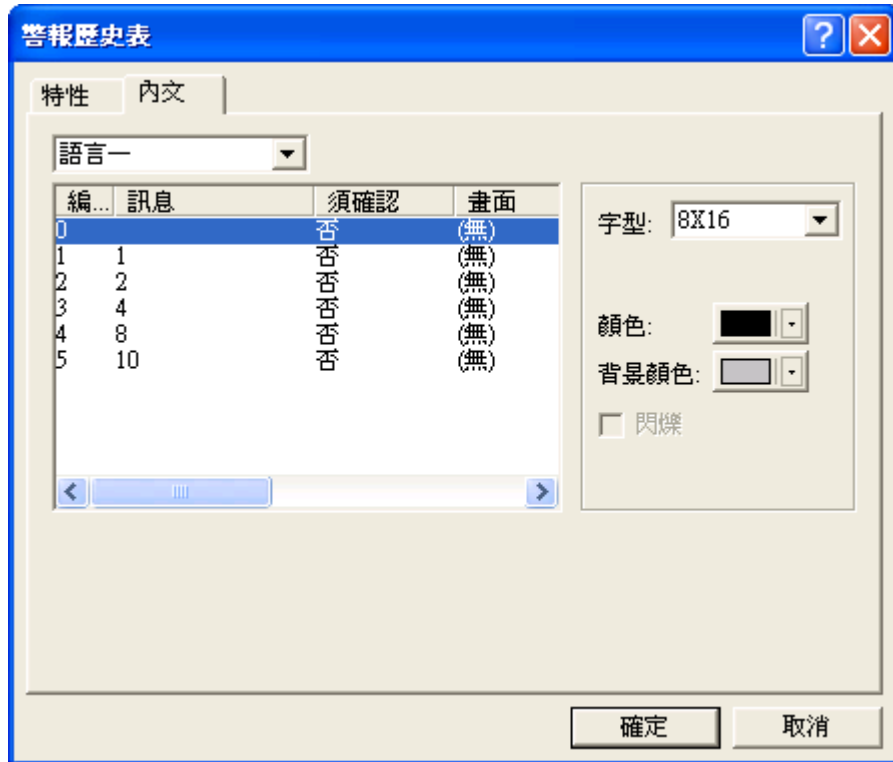 警報歷史表
特性 內文
語言一
編... 訊息 須確認 畫面
0 否 (無)
1 1 否 (無)
2 2 否 (無)
3 4 否 (無)
4 8 否 (無)
5 10 否 (無)
字型: 8X16
顏色:
背景顏色:
閃爍
確定 取消